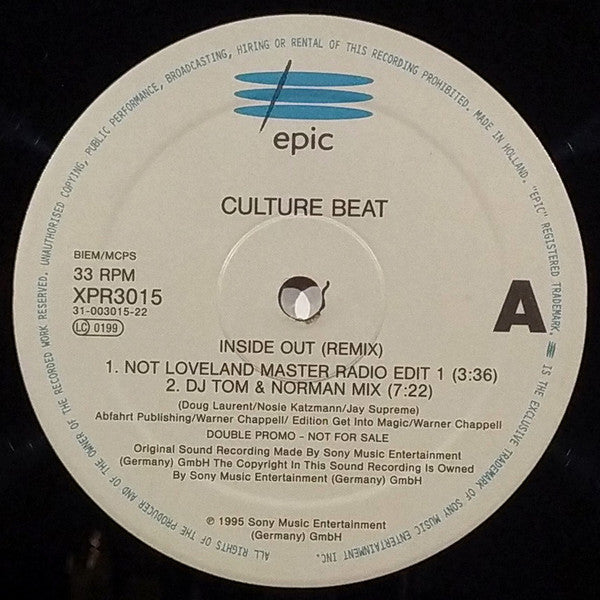 UNAUTHORISED COPYING, PUBLIC PERFORMANCE, BROADCASTING, HIRING OR RENTAL OF THIS RECORDING PROHIBITED. MADE IN HOLLAND. "EPIC" REGISTERED TRADEMARK. IS THE EXCLUSIVE TRADEMARK OF SONY MUSIC ENTERTAINMENT INC.
epic
CULTURE BEAT
BIEM/MCPS
33 RPM
XPR3015
31-003015-22
LC 0199
A
INSIDE OUT (REMIX)
1. NOT LOVELAND MASTER RADIO EDIT 1 (3:36)
2. DJ TOM & NORMAN MIX (7:22)
(Doug Laurent/Nosie Katzmann/Jay Supreme)
Abfahrt Publishing/Warner Chappell/ Edition Get Into Magic/Warner Chappell
DOUBLE PROMO - NOT FOR SALE
Original Sound Recording Made By Sony Music Entertainment
(Germany) GmbH The Copyright In This Sound Recording Is Owned
By Sony Music Entertainment (Germany) GmbH
℗ 1995 Sony Music Entertainment
(Germany) GmbH
ALL RIGHTS OF THE PRODUCER AND OF THE OWNER OF THE RECORDED WORK RESERVED.